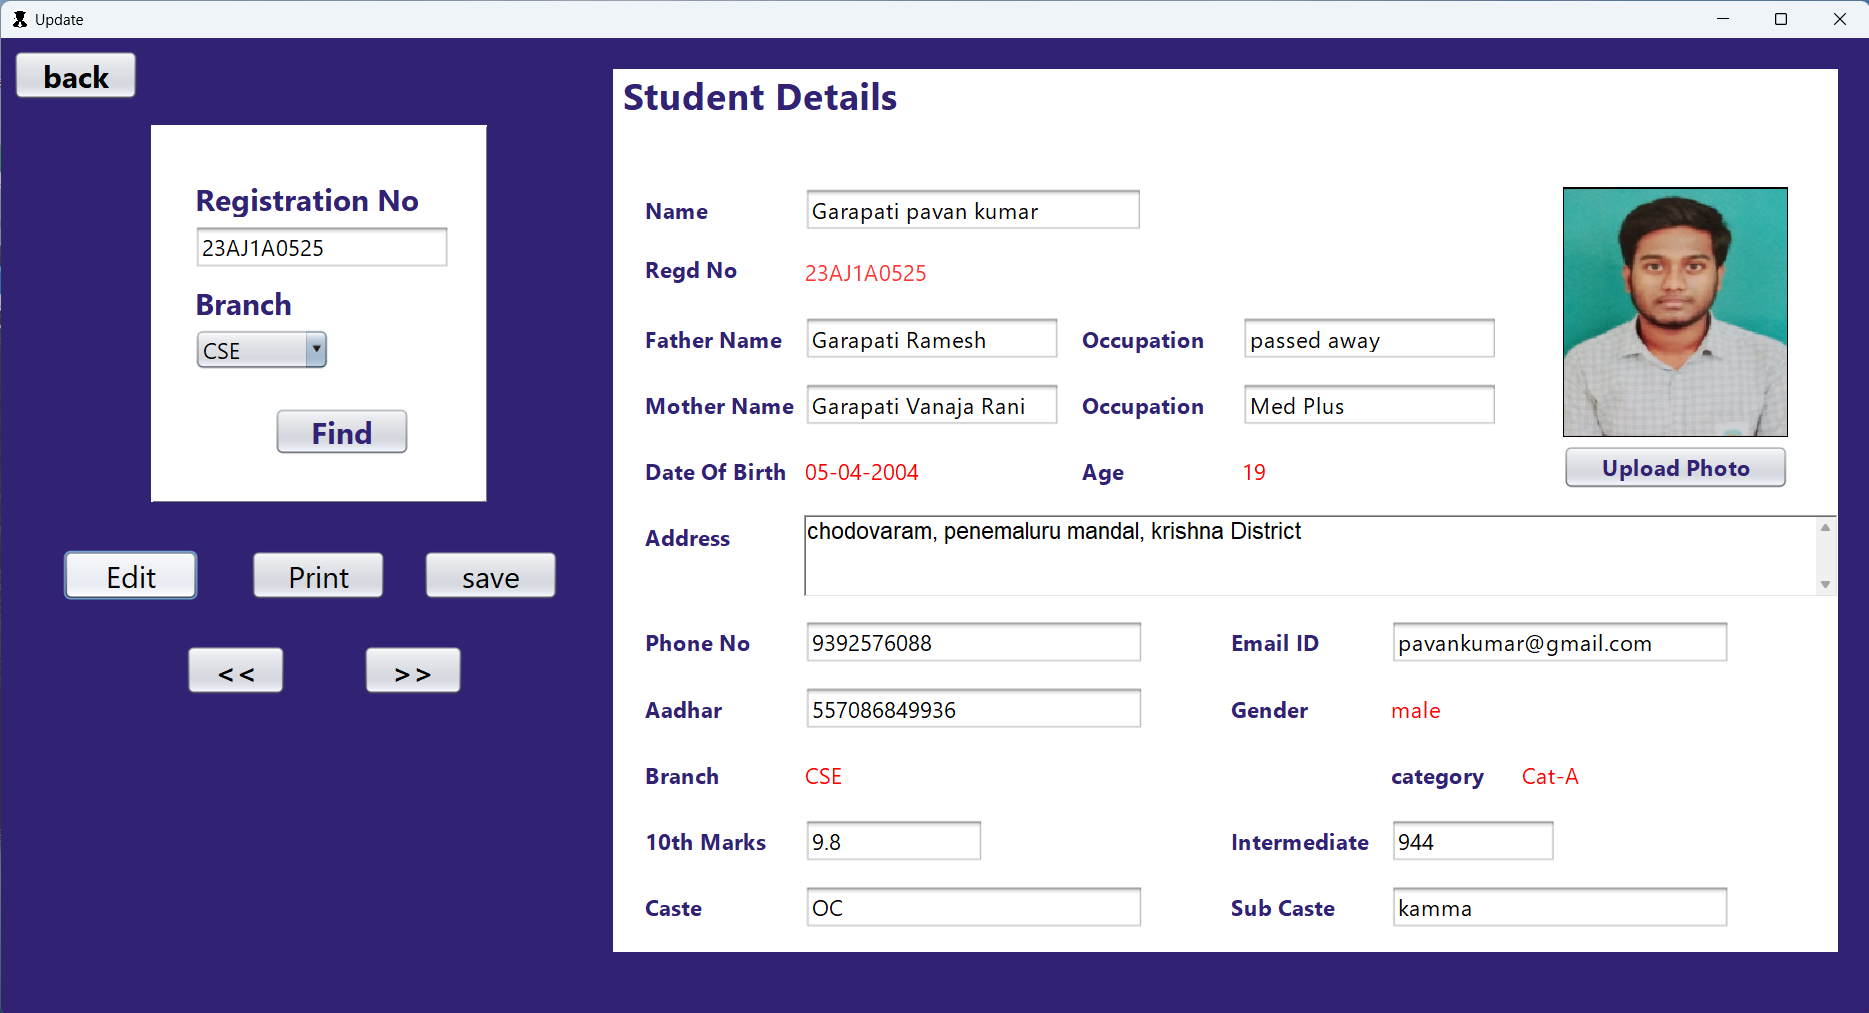 Update
back
Registration No
23AJ1A0525
Branch
CSE
Find
Edit Print save
<< >>
Student Details
Name Garapati pavan kumar
Regd No 23AJ1A0525
Father Name Garapati Ramesh Occupation passed away
Mother Name Garapati Vanaja Rani Occupation Med Plus
Date Of Birth 05-04-2004 Age 19
Upload Photo
Address chodovaram, penemaluru mandal, krishna District
Phone No 9392576088 Email ID pavankumar@gmail.com
Aadhar 557086849936 Gender male
Branch CSE category Cat-A
10th Marks 9.8 Intermediate 944
Caste OC Sub Caste kamma